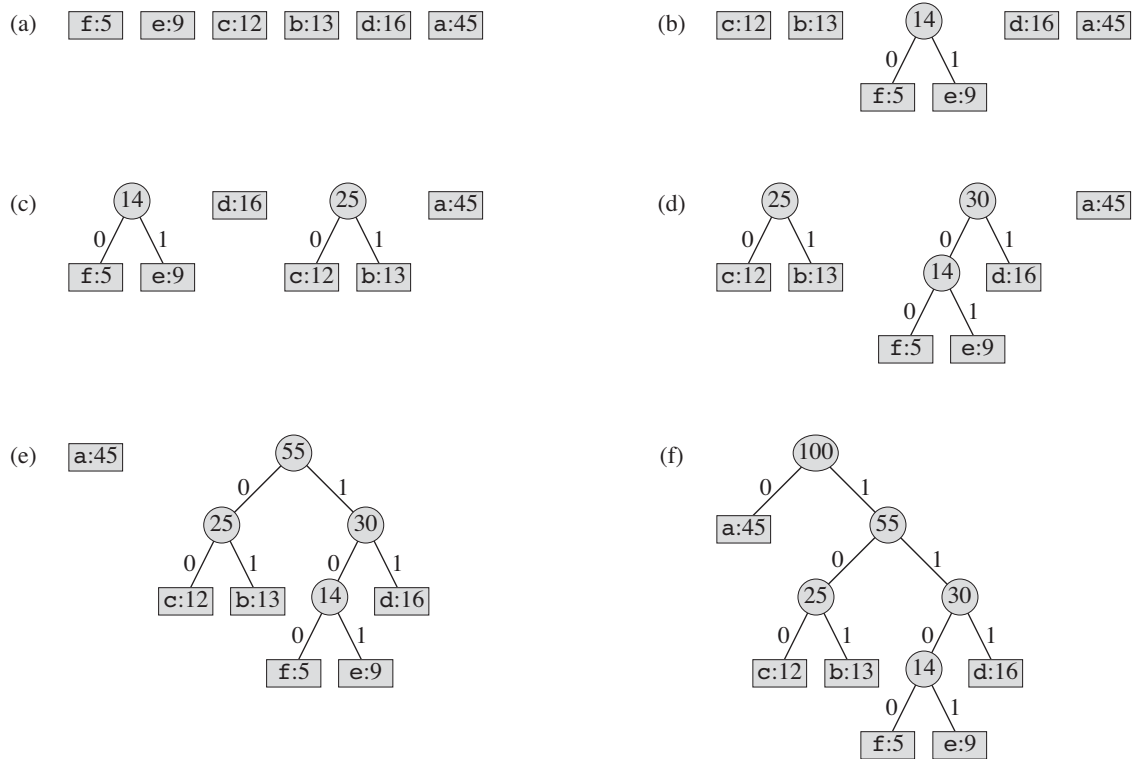 (a) f:5 e:9 c:12 b:13 d:16 a:45
(b) c:12 b:13 14 d:16 a:45
0 1
f:5 e:9
(c) 14 d:16 25 a:45
0 1 0 1
f:5 e:9 c:12 b:13
(d) 25 30 a:45
0 1 0 1
c:12 b:13 14 d:16
0 1
f:5 e:9
(e) a:45 55
0 1
25 30
0 1 0 1
c:12 b:13 14 d:16
0 1
f:5 e:9
(f) 100
0 1
a:45 55
0 1
25 30
0 1 0 1
c:12 b:13 14 d:16
0 1
f:5 e:9